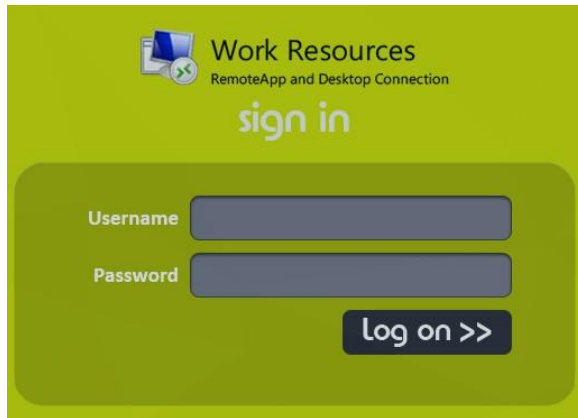 Work Resources
RemoteApp and Desktop Connection
sign in
Username
Password
log on >>